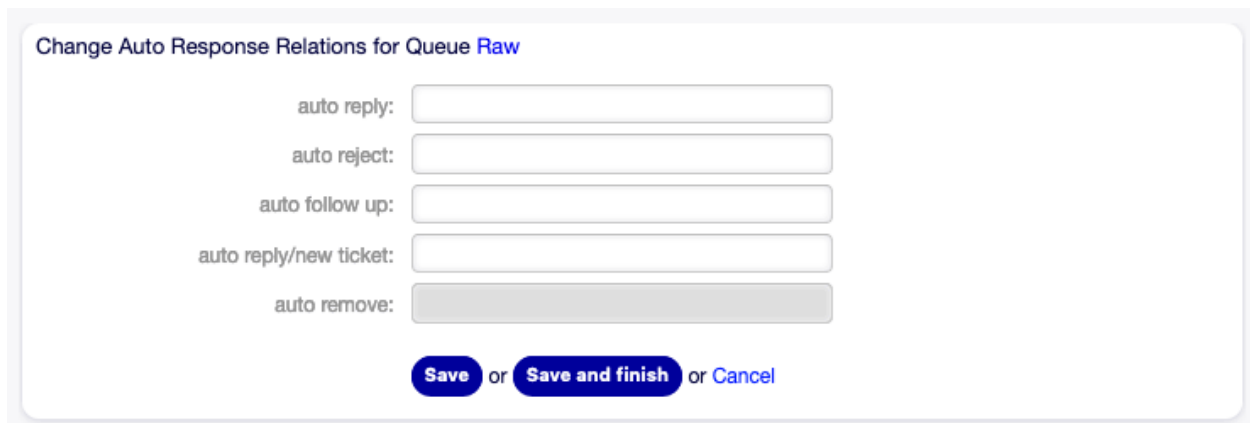 Change Auto Response Relations for Queue Raw
auto reply:
auto reject:
auto follow up:
auto reply/new ticket:
auto remove:
Save or Save and finish or Cancel